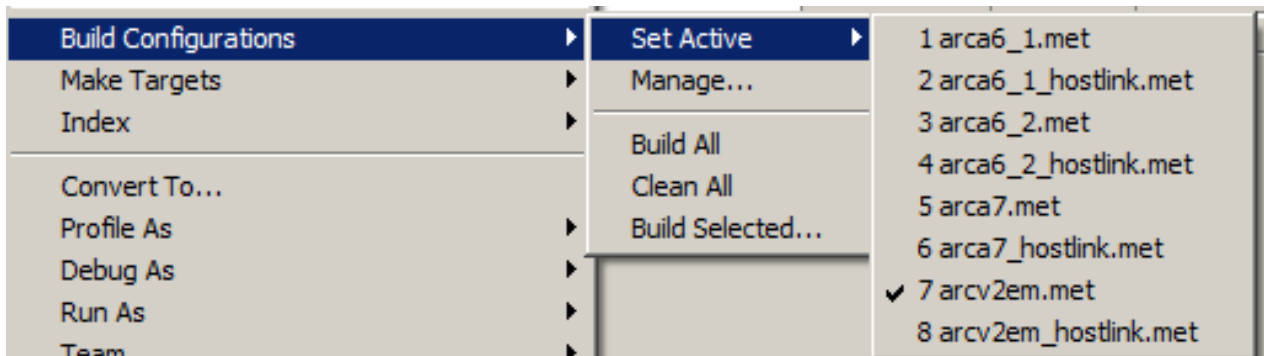 Build Configurations
Make Targets
Index
Convert To...
Profile As
Debug As
Run As
Team
Set Active
Manage...
Build All
Clean All
Build Selected...
1 arca6_1.met
2 arca6_1_hostlink.met
3 arca6_2.met
4 arca6_2_hostlink.met
5 arca7.met
6 arca7_hostlink.met
7 arcv2em.met
8 arcv2em_hostlink.met